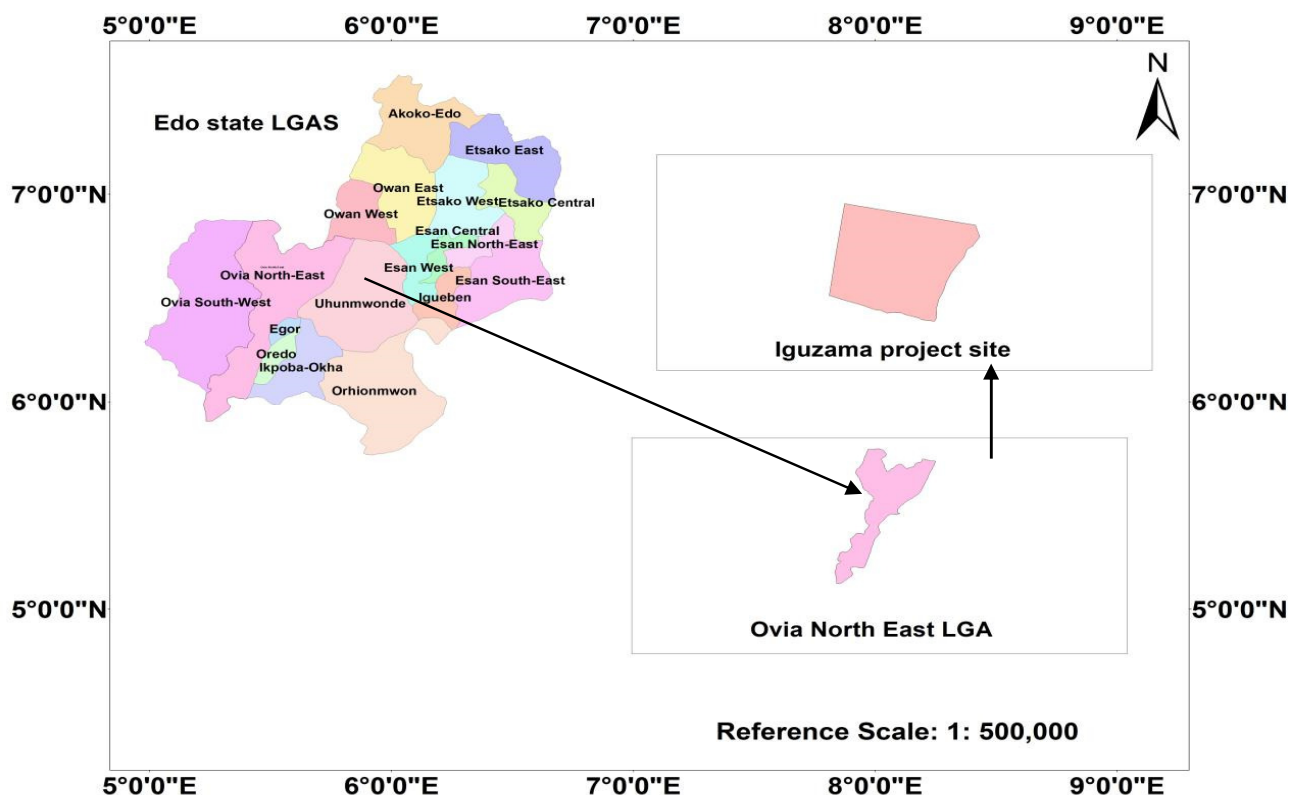 5°0'0"E 6°0'0"E 7°0'0"E 8°0'0"E 9°0'0"E
N
Edo state LGAS
Akoko-Edo
Etsako East
7°0'0"N
Owan East
Etsako West
Etsako Central
7°0'0"N
Owan West
Esan Central
Esan North-East
Ovia North-East
Esan West
Esan South-East
Ovia South-West
Uhunmwonde
Igueben
Egor
Oredo
Ikpoba-Okha
Orhionmwon
Iguzama project site
6°0'0"N
6°0'0"N
5°0'0"N
5°0'0"N
Ovia North East LGA
Reference Scale: 1: 500,000
5°0'0"E 6°0'0"E 7°0'0"E 8°0'0"E 9°0'0"E